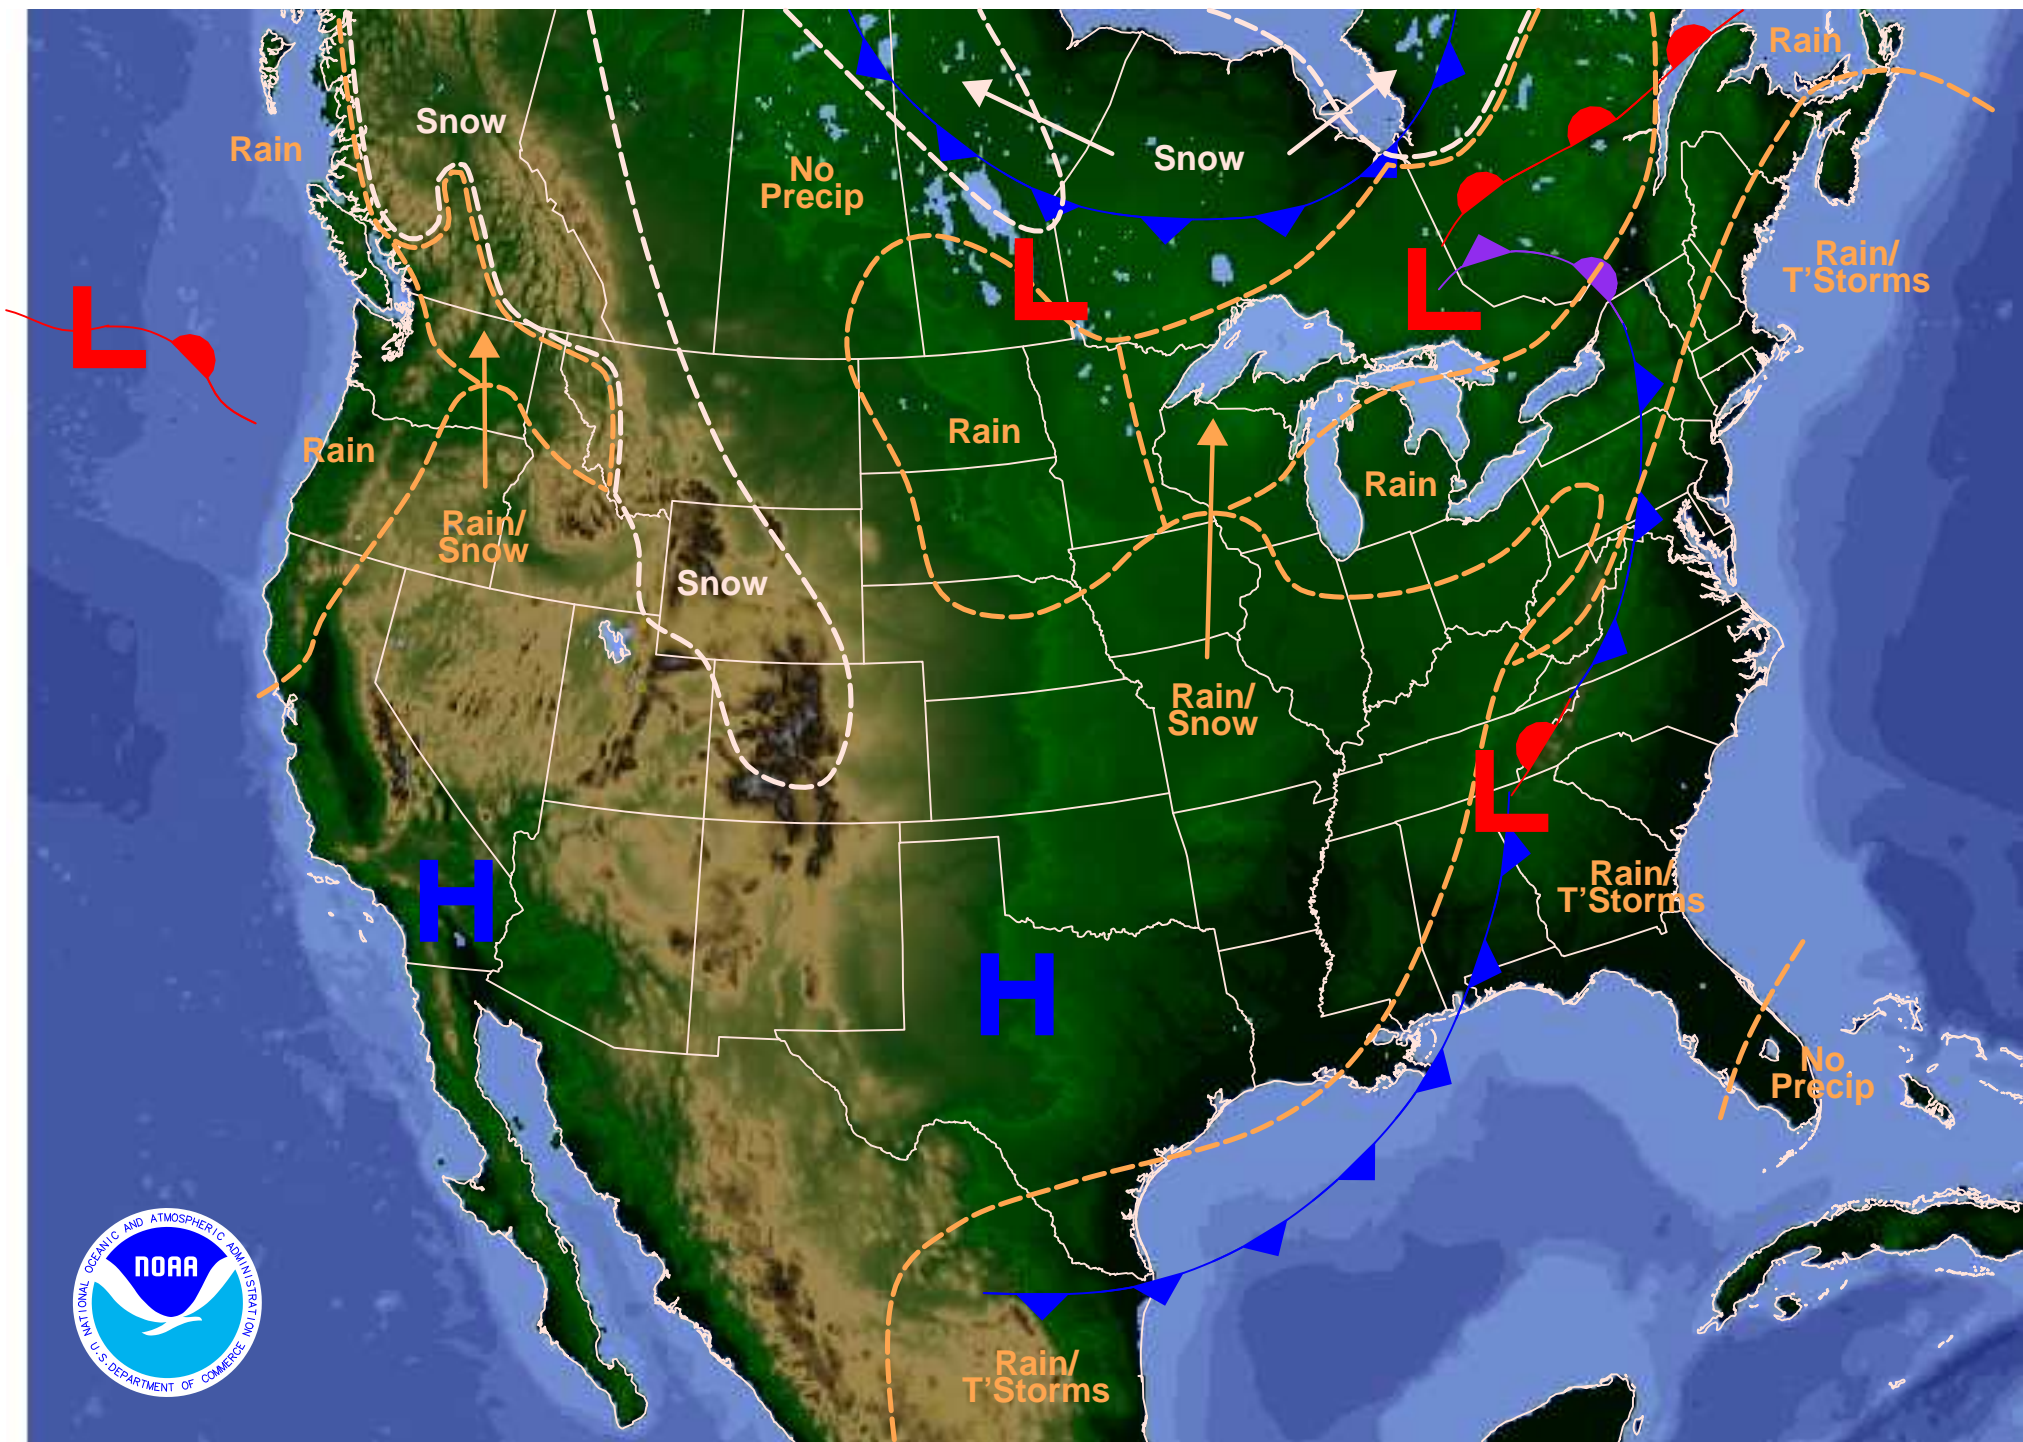 Rain
Snow
Rain
No
Precip
Snow
Rain/
T'Storms
L
L
L
Rain
Rain
Rain
Rain/
Snow
Snow
Rain/
Snow
L
H
Rain/
T'Storms
H
No
Precip
NATIONAL OCEANIC AND ATMOSPHERIC ADMINISTRATION
NOAA
U.S. DEPARTMENT OF COMMERCE
Rain/
T'Storms